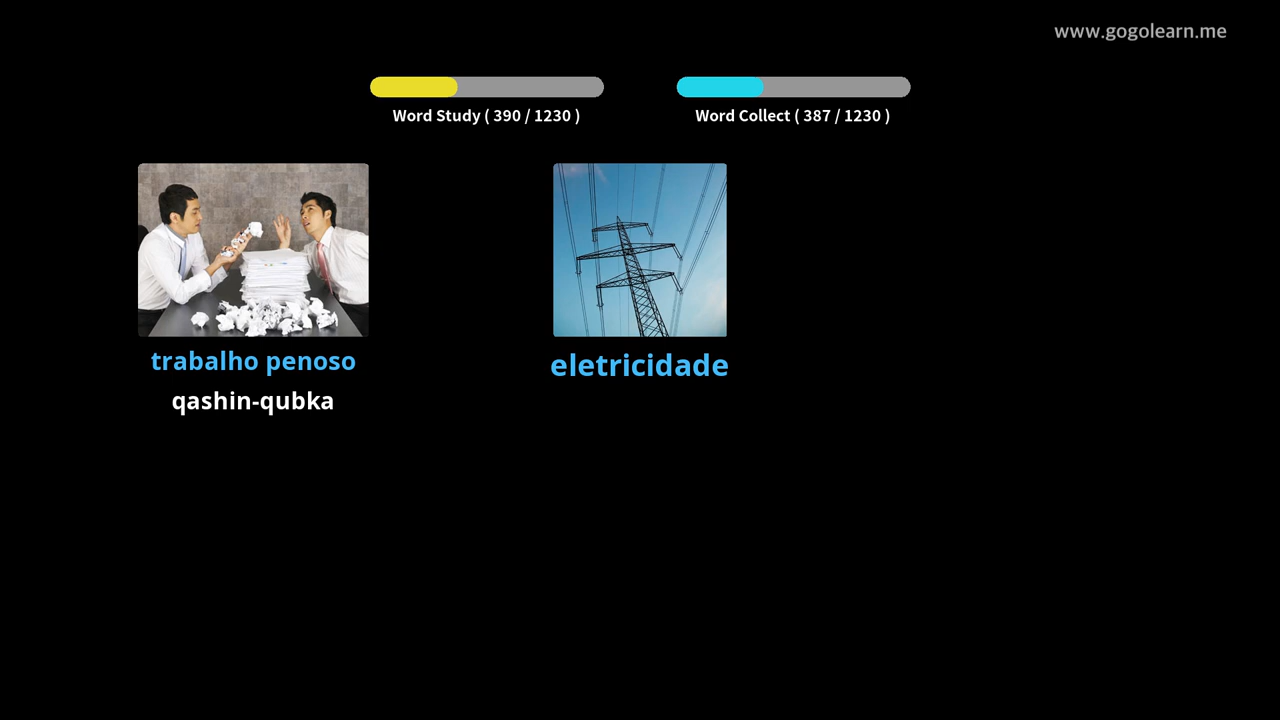 www.gogolearn.me
Word Study ( 390 / 1230 )
Word Collect ( 387 / 1230 )
trabalho penoso
qashin-qubka
eletricidade